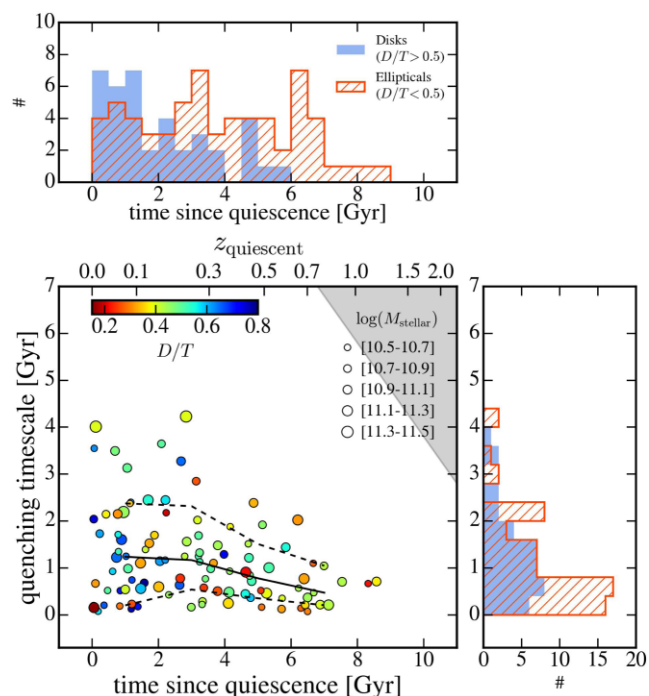 10
8
6
4
2
0
#
Disks
(D/T > 0.5)
Ellipticals
(D/T < 0.5)
0 2 4 6 8 10
time since quiescence [Gyr]
z_quiescent
0.0 0.1 0.3 0.5 0.7 1.0 1.5 2.0
7
6
5
4
3
2
1
0
quenching timescale [Gyr]
0.2 0.4 0.6 0.8
D/T
log(M_stellar)
[10.5-10.7]
[10.7-10.9]
[10.9-11.1]
[11.1-11.3]
[11.3-11.5]
0 2 4 6 8 10
time since quiescence [Gyr]
7
6
5
4
3
2
1
0
0 5 10 15 20
#